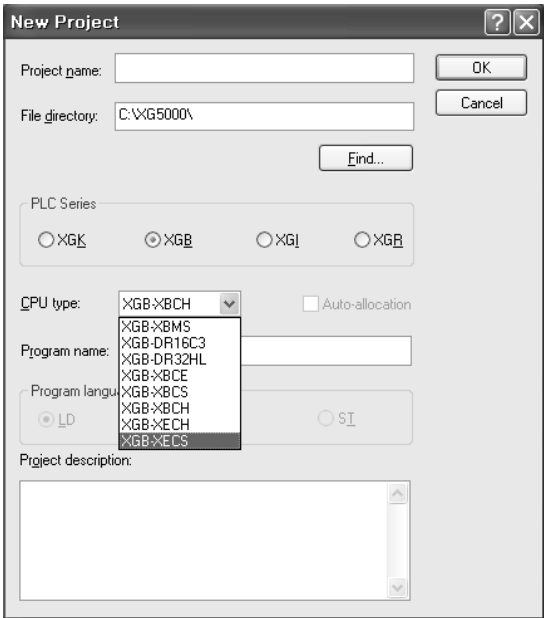 New Project
Project name:
OK
File directory: C:\XG5000\
Cancel
Find...
PLC Series
XGK XGB XGI XGR
CPU type: XGB-XBCH Auto-allocation
XGB-XBMS
XGB-DR16C3
Program name:
XGB-DR32HL
XGB-XBCE
Program langu
XGB-XBCS
XGB-XBCH
LD ST
XGB-XECH
XGB-XECS
Project description: